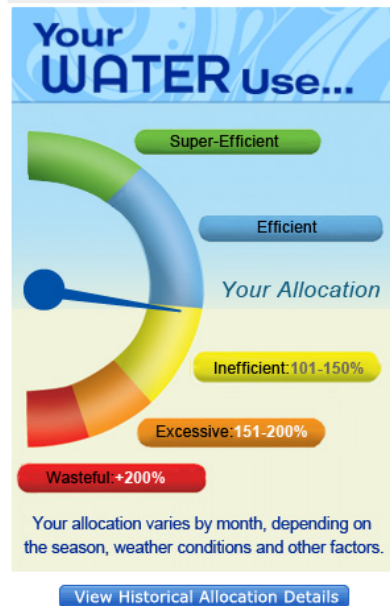 Your
WATER Use...
Super-Efficient
Efficient
Your Allocation
Inefficient:101-150%
Excessive:151-200%
Wasteful:+200%
Your allocation varies by month, depending on
the season, weather conditions and other factors.
View Historical Allocation Details